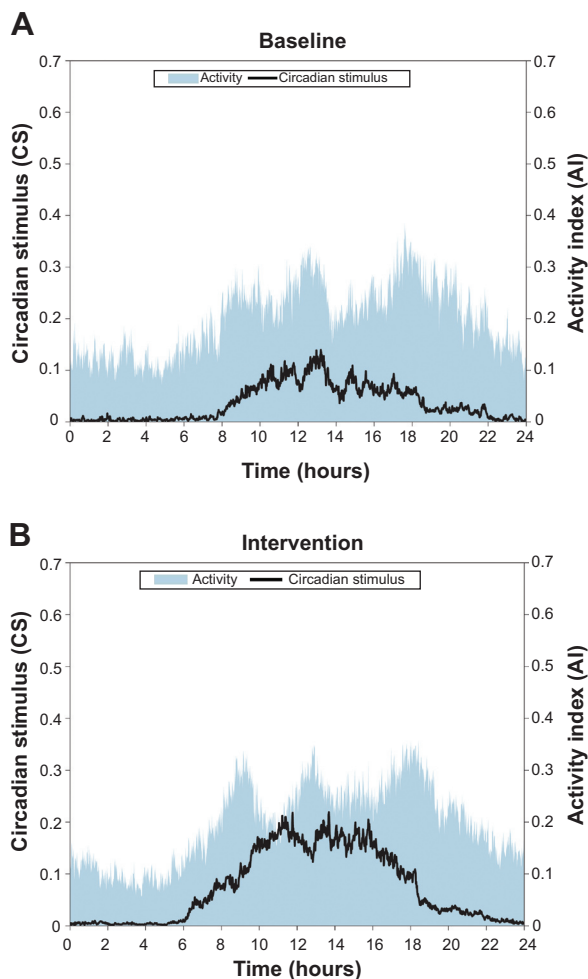 A
Baseline
Activity Circadian stimulus
Circadian stimulus (CS)
0.7
0.6
0.5
0.4
0.3
0.2
0.1
0
0.7
0.6
0.5
0.4
0.3
0.2
0.1
0
Activity index (AI)
0 2 4 6 8 10 12 14 16 18 20 22 24
Time (hours)
B
Intervention
Activity Circadian stimulus
Circadian stimulus (CS)
0.7
0.6
0.5
0.4
0.3
0.2
0.1
0
0.7
0.6
0.5
0.4
0.3
0.2
0.1
0
Activity index (AI)
0 2 4 6 8 10 12 14 16 18 20 22 24
Time (hours)